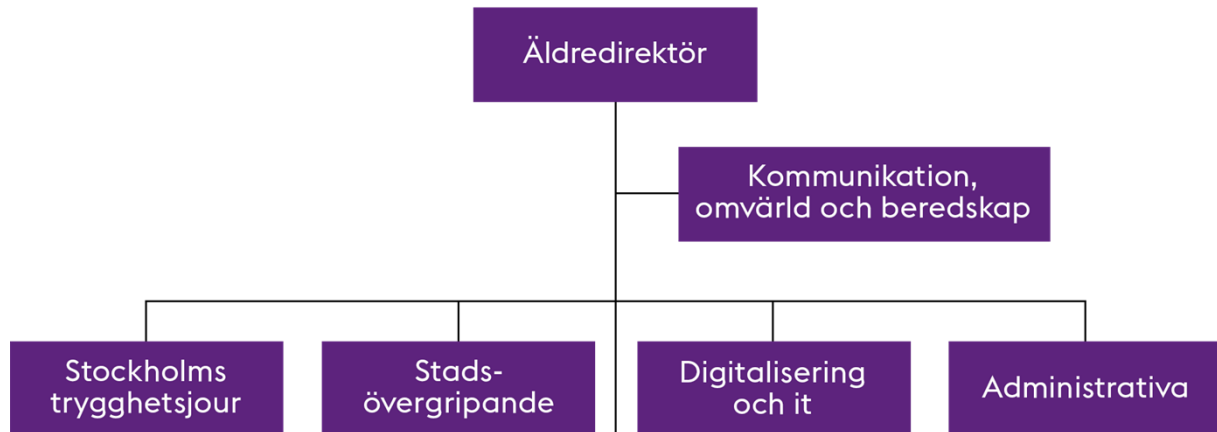 Äldredirektör
Kommunikation,
omvärld och beredskap
Stockholms
trygghetsjour
Stads-
övergripande
Digitalisering
och it
Administrativa